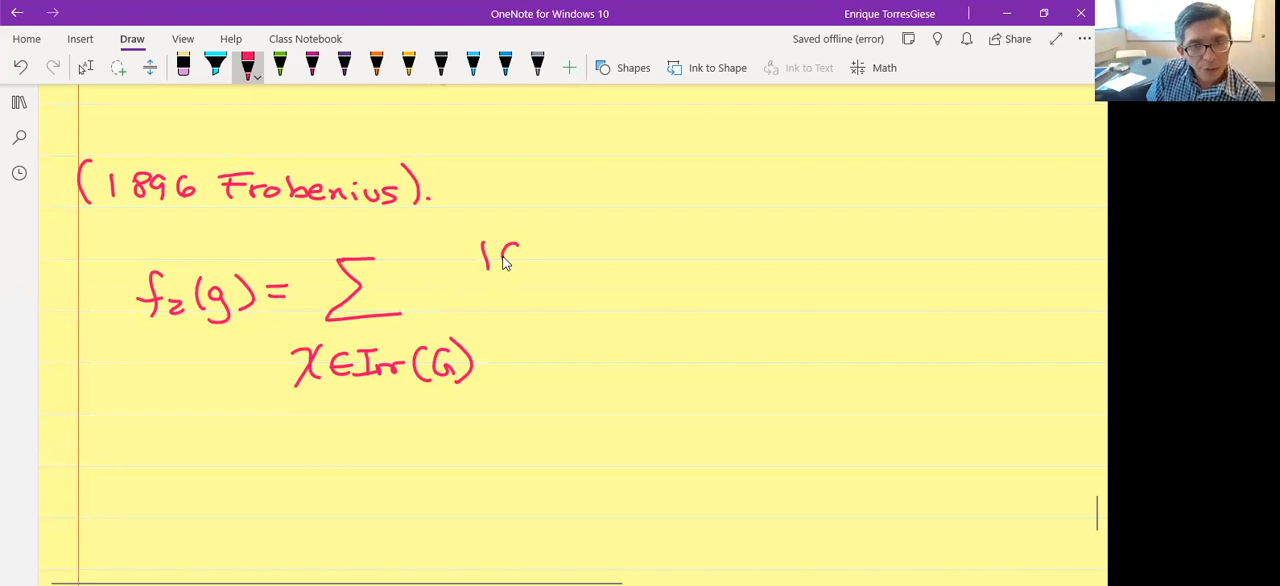 OneNote for Windows 10
Enrique TorresGiese
Home Insert Draw View Help Class Notebook
Saved offline (error) Share
Shapes Ink to Shape Ink to Text Math
(1896 Frobenius).
f₂(g) = ∑
χ∈Irr(G)